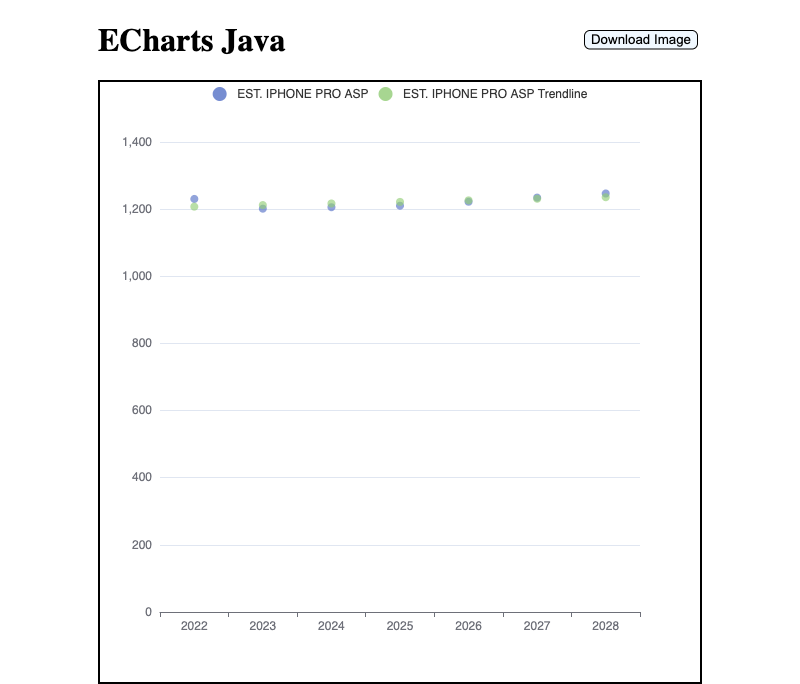 ECharts Java
Download Image
EST. IPHONE PRO ASP
EST. IPHONE PRO ASP Trendline
1,400
1,200
1,000
800
600
400
200
0
2022 2023 2024 2025 2026 2027 2028